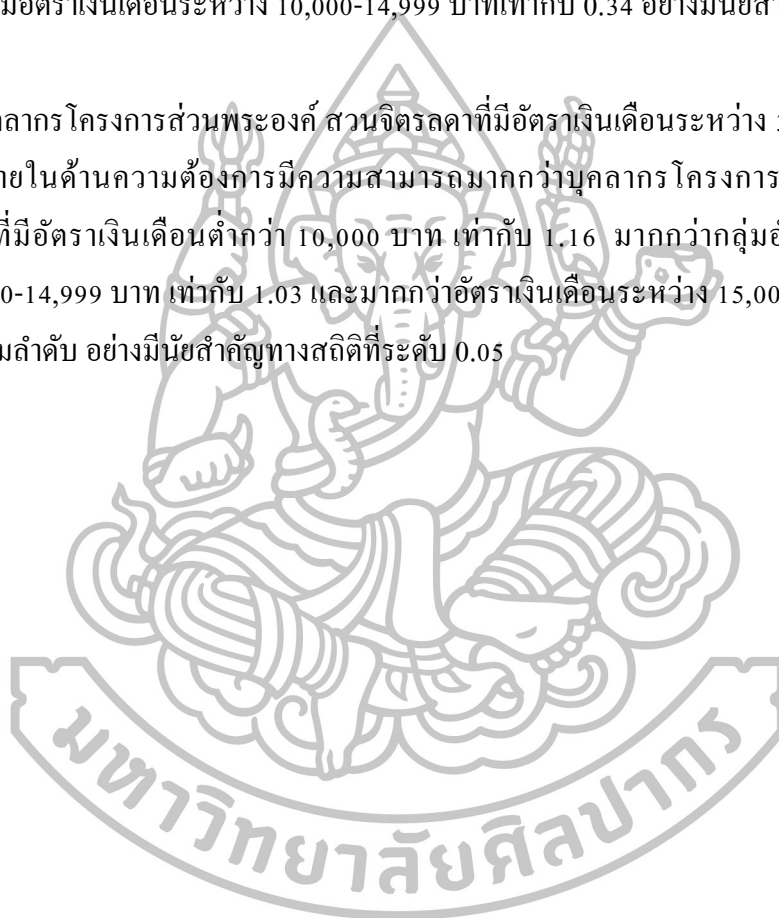 มีอัตราเงินเดือนระหว่าง 10,000-14,999 บาทเท่ากับ 0.34 อย่างมีนัยสำ
ลากรโครงการส่วนพระองค์ สวนจิตรลดาที่มีอัตราเงินเดือนระหว่าง
ายในด้านความต้องการมีความสามารถมากกว่าบุคลากรโครงการ
ที่มีอัตราเงินเดือนต่ำกว่า 10,000 บาท เท่ากับ 1.16 มากกว่ากลุ่มอั
0-14,999 บาท เท่ากับ 1.03 และมากกว่าอัตราเงินเดือนระหว่าง 15,00
มลำดับ อย่างมีนัยสำคัญทางสถิติที่ระดับ 0.05
มหาวิทยาลัยศิลปากร